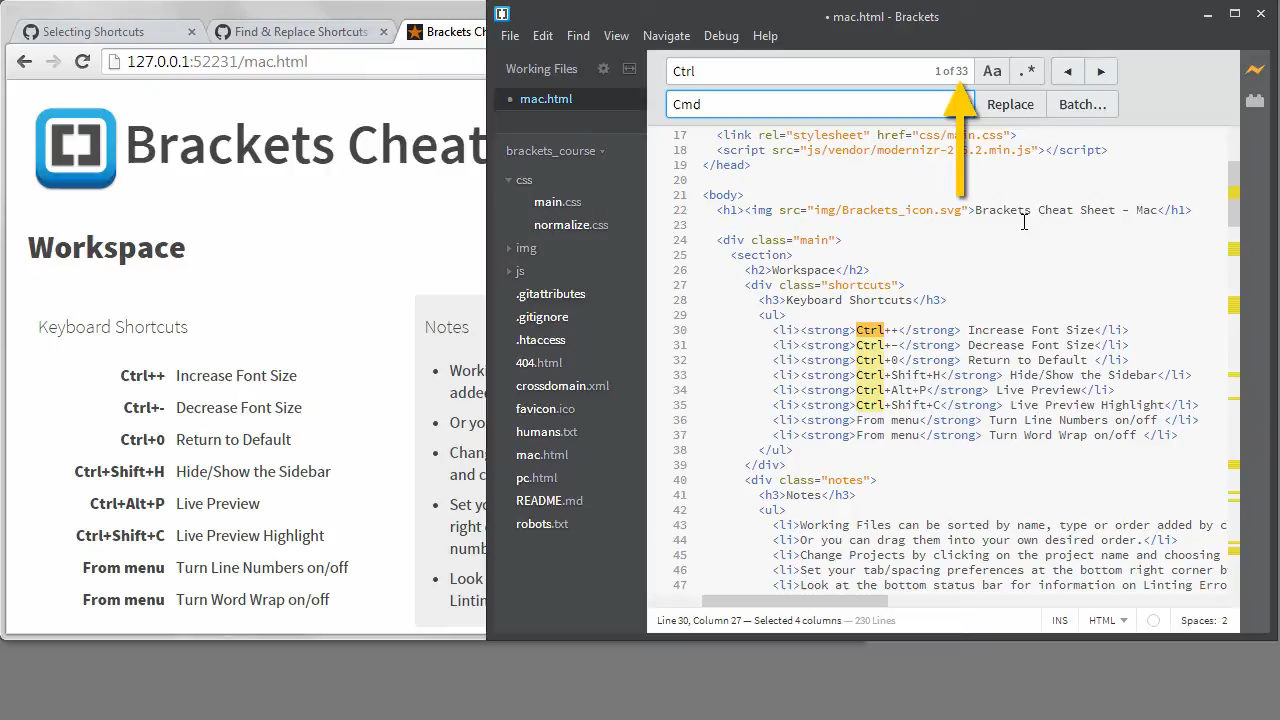 Selecting Shortcuts
Find & Replace Shortcuts
Brackets Ch
127.0.0.1:52231/mac.html
Brackets Cheat
Workspace
Keyboard Shortcuts
Ctrl++ Increase Font Size
Ctrl+- Decrease Font Size
Ctrl+0 Return to Default
Ctrl+Shift+H Hide/Show the Sidebar
Ctrl+Alt+P Live Preview
Ctrl+Shift+C Live Preview Highlight
From menu Turn Line Numbers on/off
From menu Turn Word Wrap on/off
Notes
Worki
added
Or yo
Chang
and c
Set yo
right c
numb
Look
Lintin
• mac.html - Brackets
File Edit Find View Navigate Debug Help
Working Files
mac.html
brackets_course
css
main.css
normalize.css
img
js
.gitattributes
.gitignore
.htaccess
404.html
crossdomain.xml
favicon.ico
humans.txt
mac.html
pc.html
README.md
robots.txt
Ctrl 1 of 33 Aa .*
Cmd Replace Batch...
17 <link rel="stylesheet" href="css/main.css">
18 <script src="js/vendor/modernizr-2. .2.min.js"></script>
19 </head>
20
21 <body>
22 <h1><img src="img/Brackets_icon.svg">Brackets Cheat Sheet - Mac</h1>
23
24 <div class="main">
25 <section>
26 <h2>Workspace</h2>
27 <div class="shortcuts">
28 <h3>Keyboard Shortcuts</h3>
29 <ul>
30 <li><strong>Ctrl++</strong> Increase Font Size</li>
31 <li><strong>Ctrl+-</strong> Decrease Font Size</li>
32 <li><strong>Ctrl+0</strong> Return to Default </li>
33 <li><strong>Ctrl+Shift+H</strong> Hide/Show the Sidebar</li>
34 <li><strong>Ctrl+Alt+P</strong> Live Preview</li>
35 <li><strong>Ctrl+Shift+C</strong> Live Preview Highlight</li>
36 <li><strong>From menu</strong> Turn Line Numbers on/off </li>
37 <li><strong>From menu</strong> Turn Word Wrap on/off </li>
38 </ul>
39 </div>
40 <div class="notes">
41 <h3>Notes</h3>
42 <ul>
43 <li>Working Files can be sorted by name, type or order added by c
44 <li>Or you can drag them into your own desired order.</li>
45 <li>Change Projects by clicking on the project name and choosing
46 <li>Set your tab/spacing preferences at the bottom right corner b
47 <li>Look at the bottom status bar for information on Linting Erro
Line 30, Column 27 — Selected 4 columns — 230 Lines
INS HTML Spaces: 2